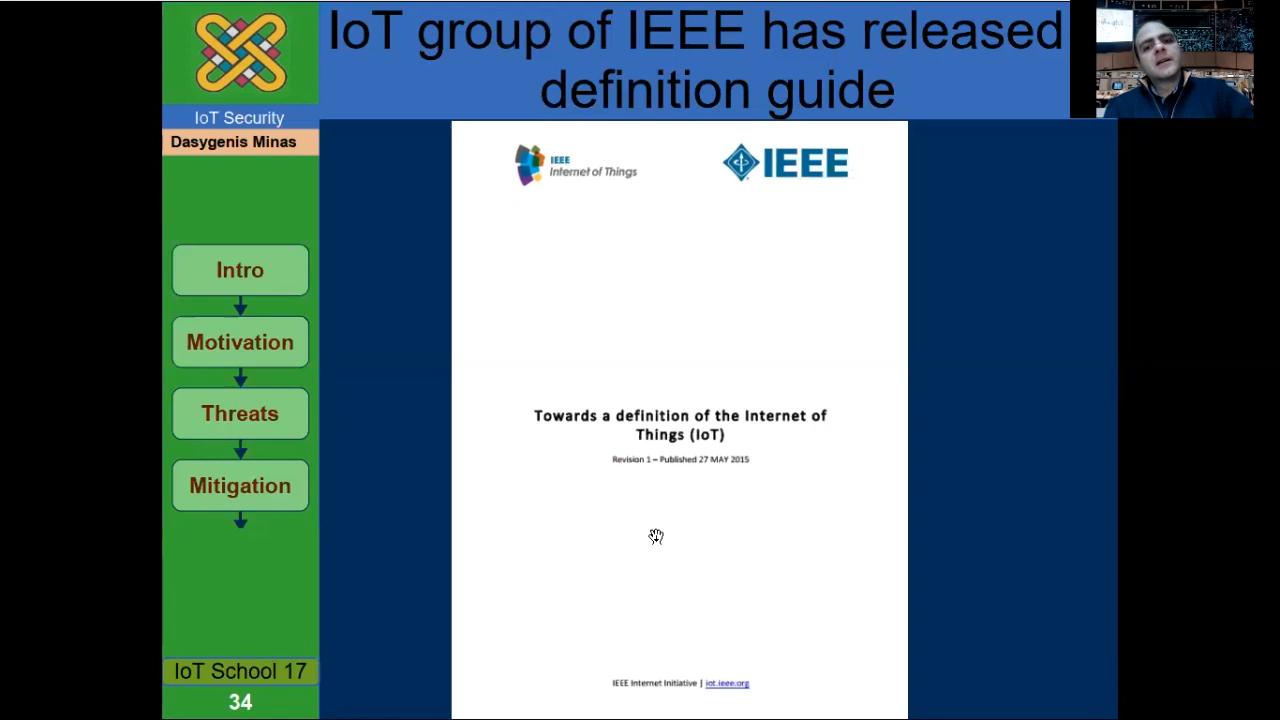 IoT group of IEEE has released
definition guide
IoT Security
Dasygenis Minas
Intro
Motivation
Threats
Mitigation
IoT School 17
34
IEEE
Internet of Things
IEEE
Towards a definition of the Internet of
Things (IoT)
Revision 1 – Published 27 MAY 2015
IEEE Internet Initiative | iot.ieee.org